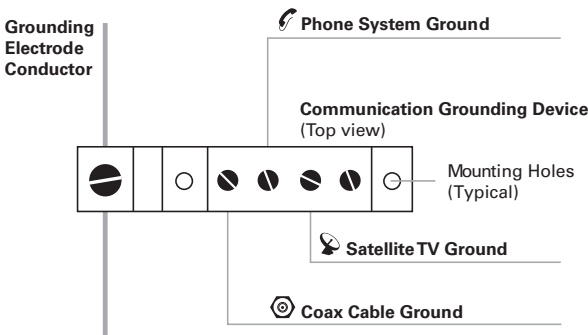 Grounding
Electrode
Conductor
Phone System Ground
Communication Grounding Device
(Top view)
Mounting Holes
(Typical)
Satellite TV Ground
Coax Cable Ground